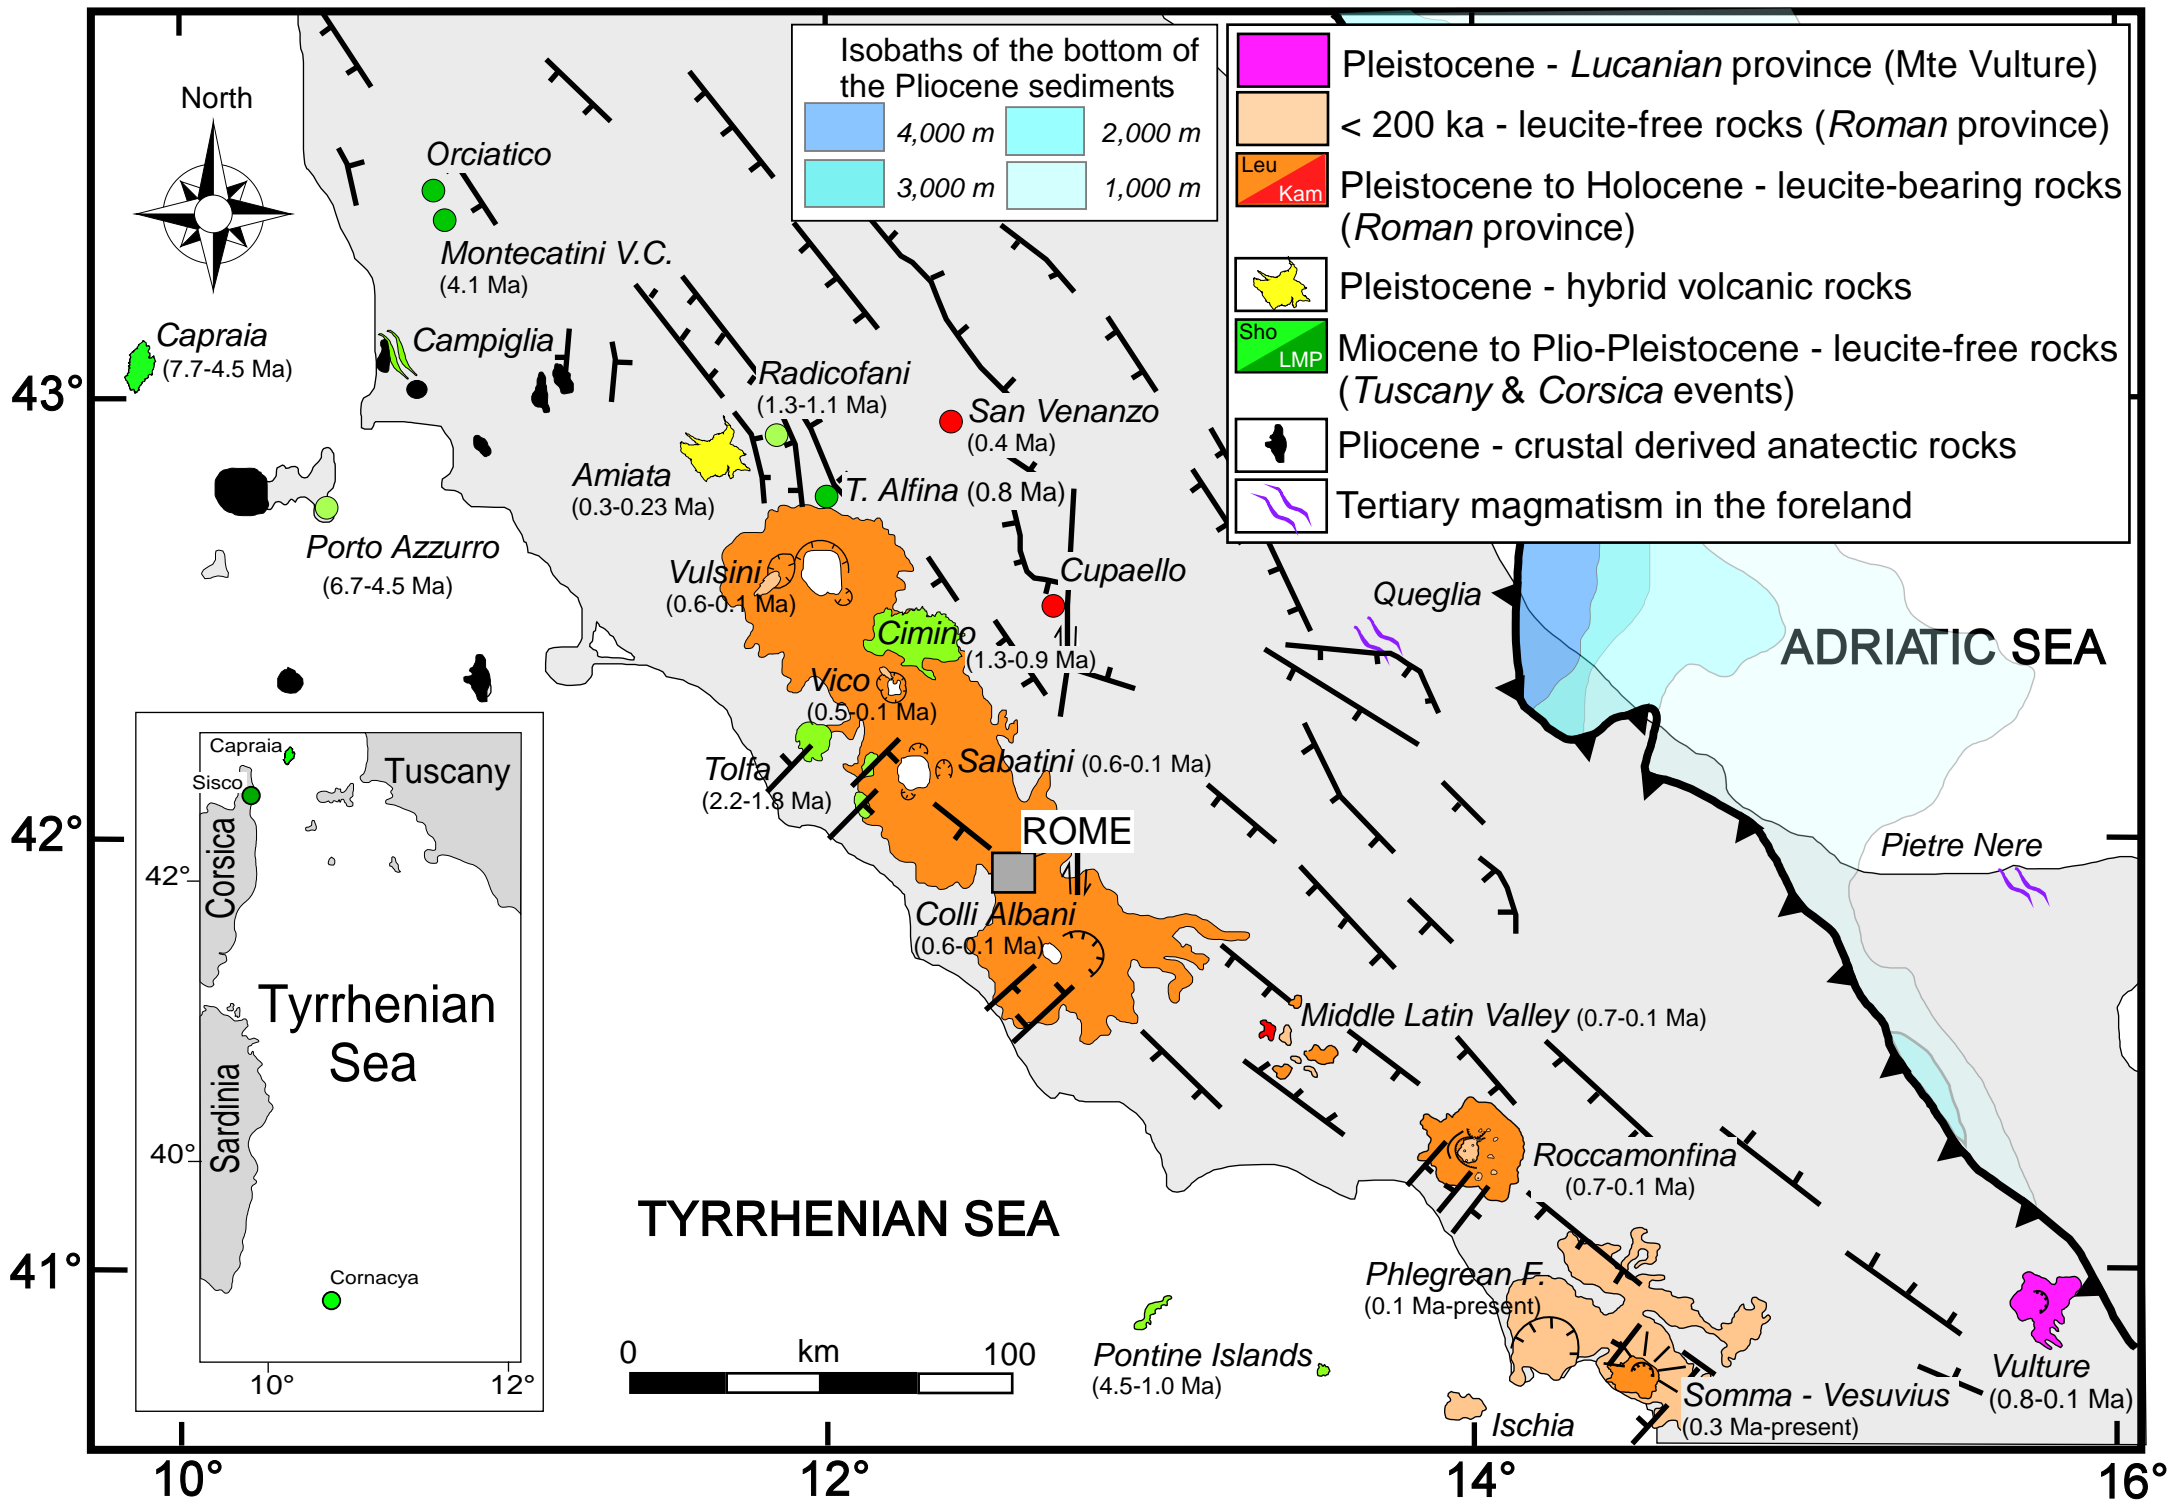 Isobaths of the bottom of
the Pliocene sediments
4,000 m
2,000 m
3,000 m
1,000 m
Pleistocene - Lucanian province (Mte Vulture)
< 200 ka - leucite-free rocks (Roman province)
Leu
Kam
Pleistocene to Holocene - leucite-bearing rocks
(Roman province)
Pleistocene - hybrid volcanic rocks
Sho
LMP
Miocene to Plio-Pleistocene - leucite-free rocks
(Tuscany & Corsica events)
Pliocene - crustal derived anatectic rocks
Tertiary magmatism in the foreland
North
Orciatico
Montecatini V.C.
(4.1 Ma)
Capraia
(7.7-4.5 Ma)
Campiglia
43°
Radicofani
(1.3-1.1 Ma)
San Venanzo
(0.4 Ma)
Amiata
(0.3-0.23 Ma)
T. Alfina (0.8 Ma)
Porto Azzurro
(6.7-4.5 Ma)
Vulsini
(0.6-0.1 Ma)
Cupaello
Queglia
Cimino
(1.3-0.9 Ma)
ADRIATIC SEA
Vico
(0.5-0.1 Ma)
Tolfa
(2.2-1.8 Ma)
Sabatini (0.6-0.1 Ma)
42°
ROME
Pietre Nere
Colli Albani
(0.6-0.1 Ma)
Middle Latin Valley (0.7-0.1 Ma)
Roccamonfina
(0.7-0.1 Ma)
TYRRHENIAN SEA
41°
Phlegrean F.
(0.1 Ma-present)
Pontine Islands
(4.5-1.0 Ma)
Vulture
(0.8-0.1 Ma)
Somma - Vesuvius
(0.3 Ma-present)
Ischia
0
km
100
Capraia
Sisco
Tuscany
Corsica
42°
Tyrrhenian
Sea
Sardinia
40°
Cornacya
10°
12°
10°
12°
14°
16°